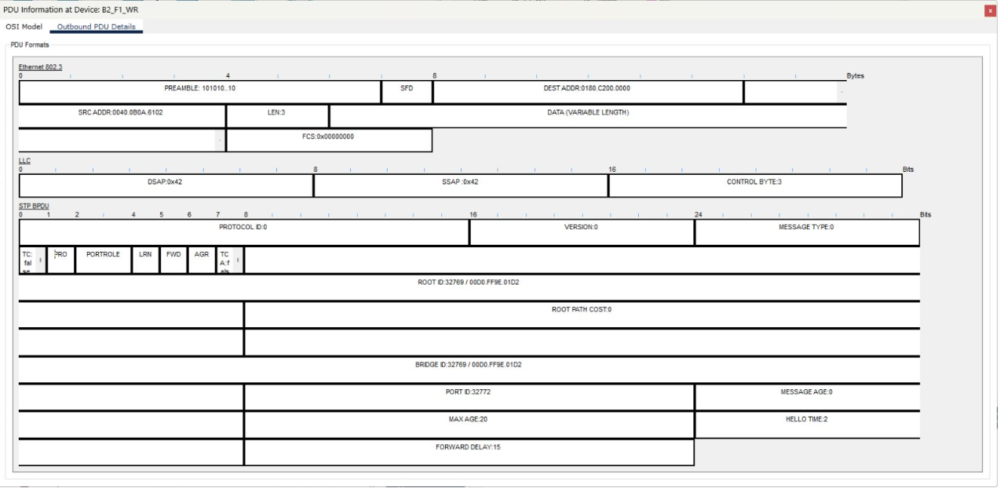 PDU Information at Device: B2_F1_WR
x
OSI Model Outbound PDU Details
PDU Formats
Ethernet 802.3
0 4 8 Bytes
PREAMBLE: 101010..10 SFD DEST ADDR:0180.C200.0000
SRC ADDR:0040.0B0A.6102 LEN:3 DATA (VARIABLE LENGTH)
FCS:0x00000000
LLC
0 8 16 Bits
DSAP:0x42 SSAP :0x42 CONTROL BYTE:3
STP BPDU
0 1 2 4 5 6 7 8 16 24 Bits
PROTOCOL ID:0 VERSION:0 MESSAGE TYPE:0
TC: PRO PORTROLE LRN FWD AGR TC
fal A:f
se als
ROOT ID:32769 / 00D0.FF9E.01D2
ROOT PATH COST:0
BRIDGE ID:32769 / 00D0.FF9E.01D2
PORT ID:32772 MESSAGE AGE:0
MAX AGE:20 HELLO TIME:2
FORWARD DELAY:15